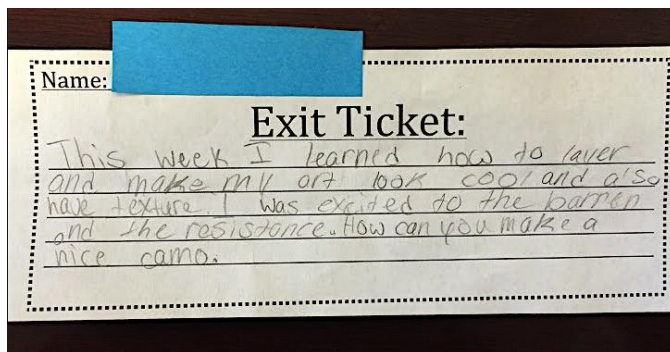 Name:
Exit Ticket:
This week I learned how to layer
and make my art look cool and also
have texture I was excited to the barren
and the resistance. How can you make a
nice camo.